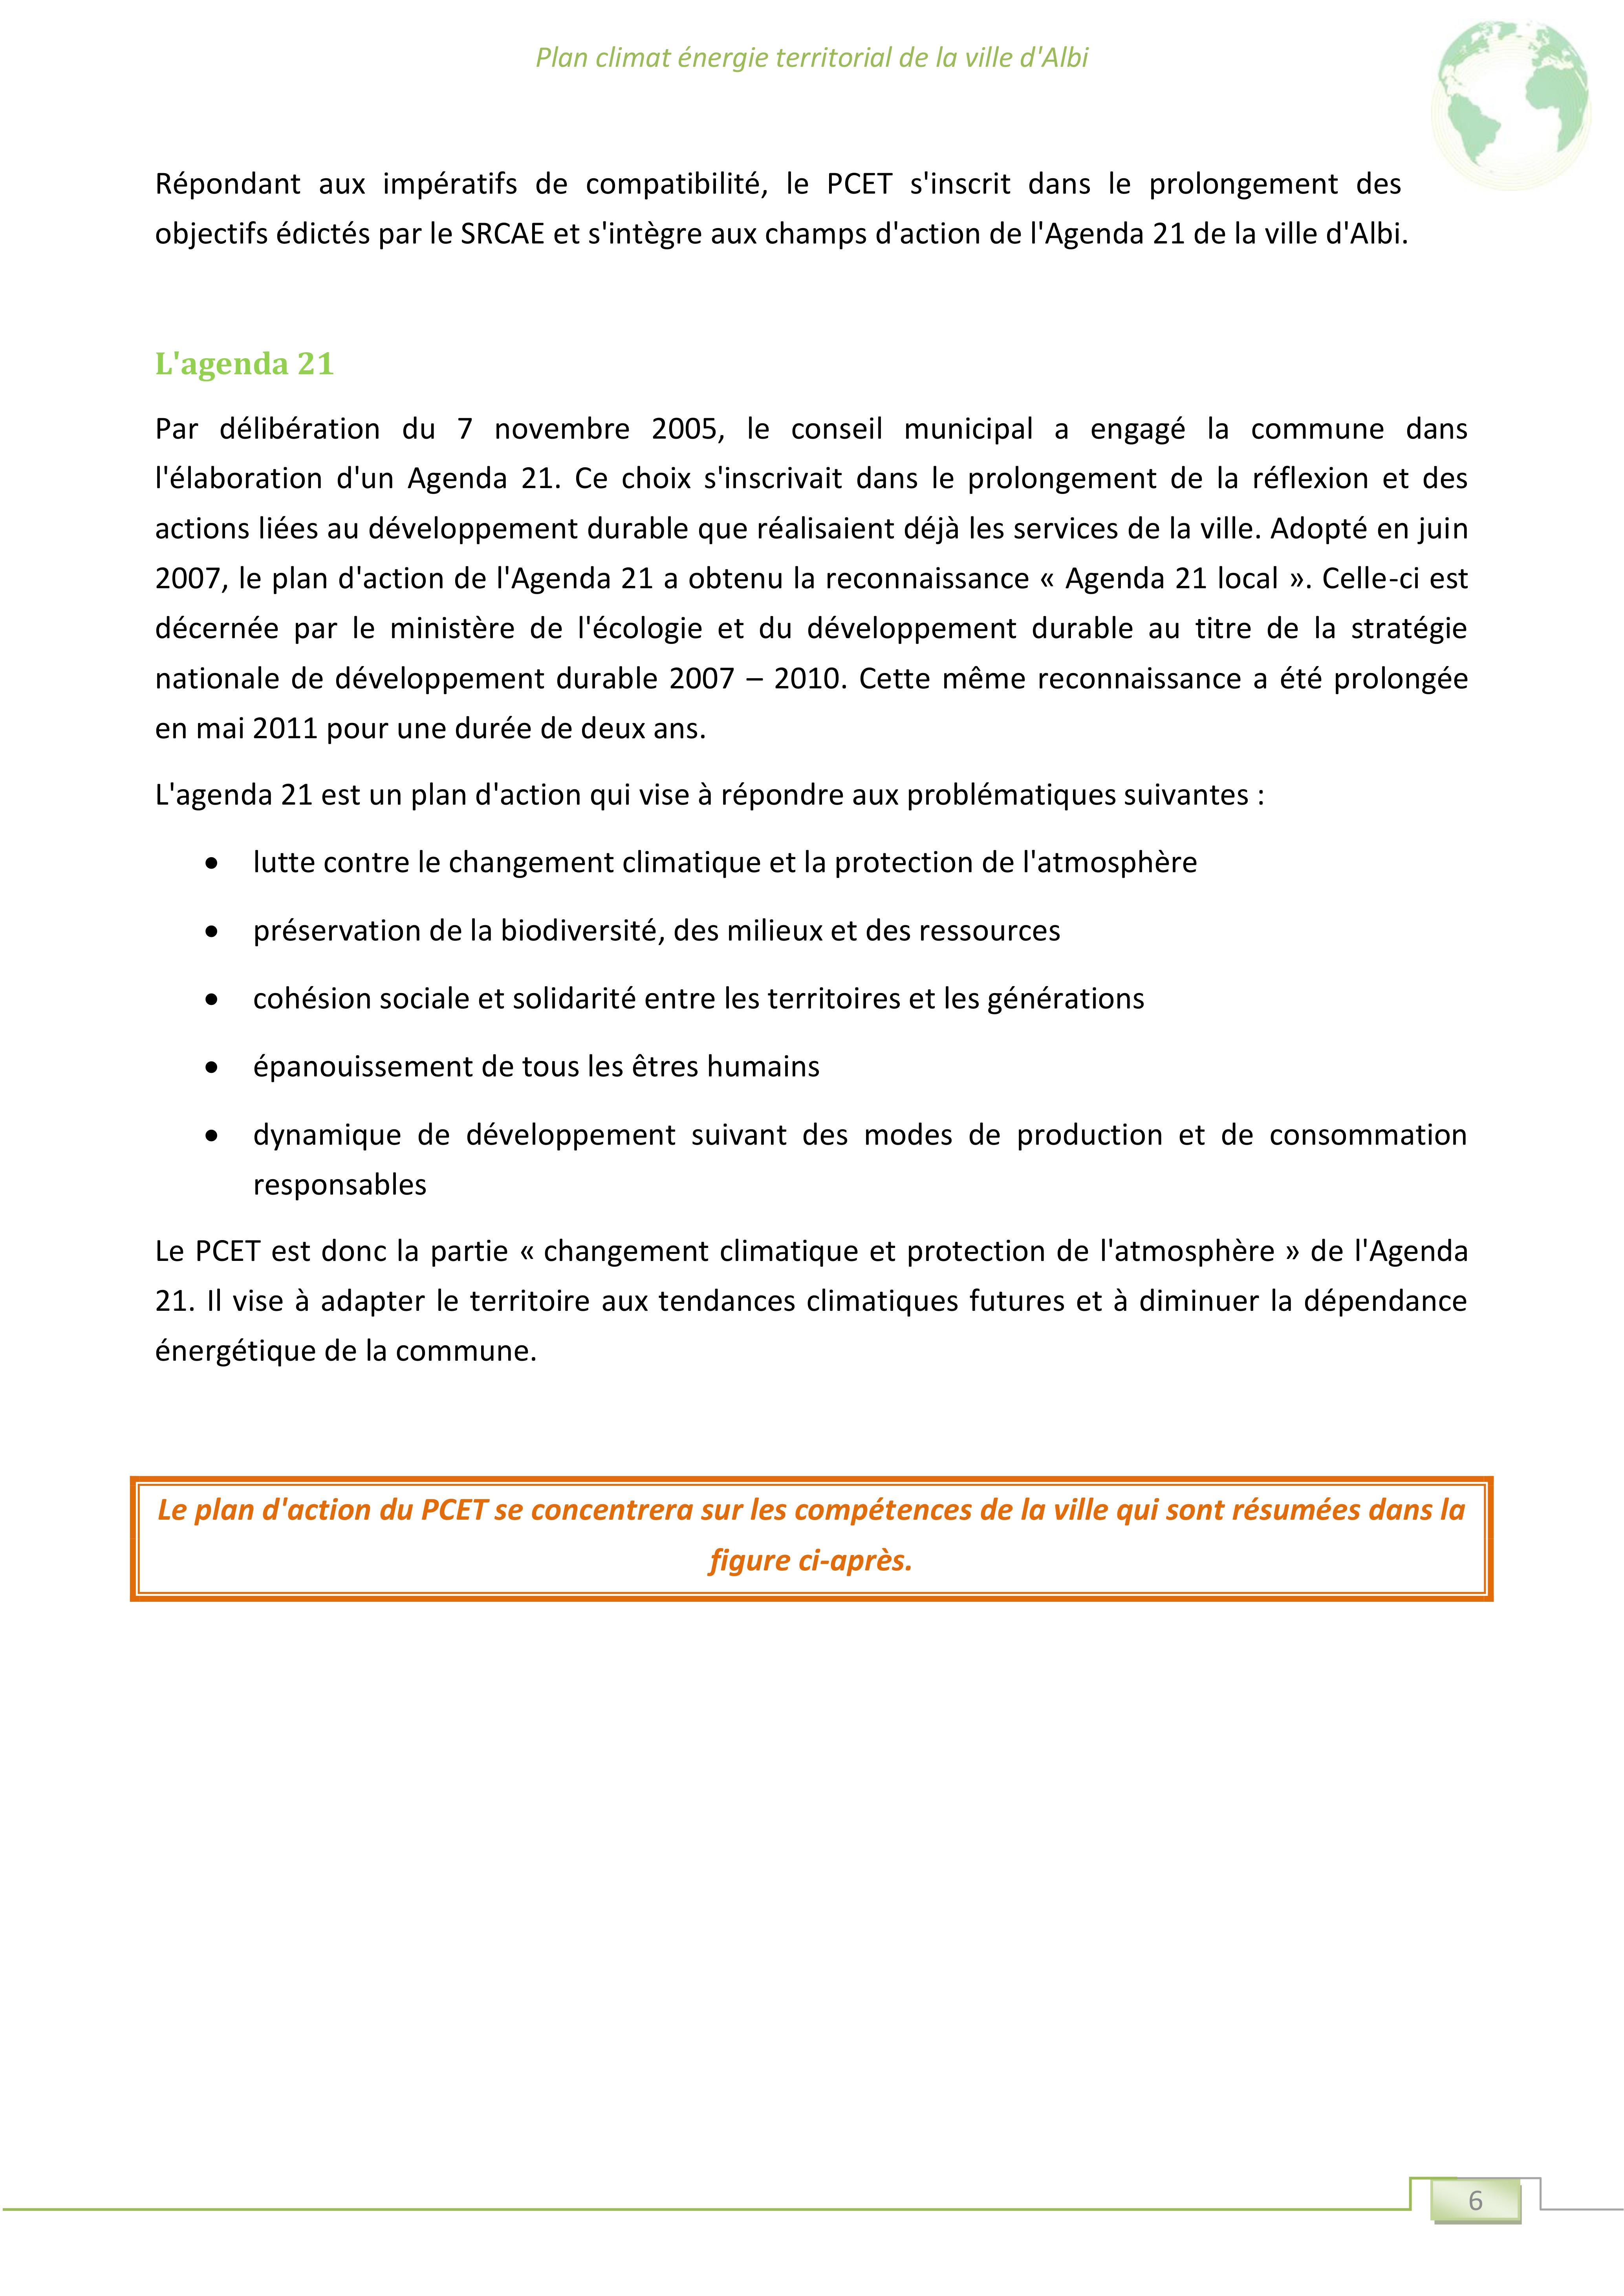 Plan climat énergie territorial de la ville d'Albi
Répondant aux impératifs de compatibilité, le PCET s'inscrit dans le prolongement des
objectifs édictés par le SRCAE et s'intègre aux champs d'action de l'Agenda 21 de la ville d'Albi.
L'agenda 21
Par délibération du 7 novembre 2005, le conseil municipal a engagé la commune dans
l'élaboration d'un Agenda 21. Ce choix s'inscrivait dans le prolongement de la réflexion et des
actions liées au développement durable que réalisaient déjà les services de la ville. Adopté en juin
2007, le plan d'action de l'Agenda 21 a obtenu la reconnaissance « Agenda 21 local ». Celle-ci est
décernée par le ministère de l'écologie et du développement durable au titre de la stratégie
nationale de développement durable 2007 – 2010. Cette même reconnaissance a été prolongée
en mai 2011 pour une durée de deux ans.
L'agenda 21 est un plan d'action qui vise à répondre aux problématiques suivantes :
• lutte contre le changement climatique et la protection de l'atmosphère
• préservation de la biodiversité, des milieux et des ressources
• cohésion sociale et solidarité entre les territoires et les générations
• épanouissement de tous les êtres humains
• dynamique de développement suivant des modes de production et de consommation
responsables
Le PCET est donc la partie « changement climatique et protection de l'atmosphère » de l'Agenda
21. Il vise à adapter le territoire aux tendances climatiques futures et à diminuer la dépendance
énergétique de la commune.
Le plan d'action du PCET se concentrera sur les compétences de la ville qui sont résumées dans la
figure ci-après.
6